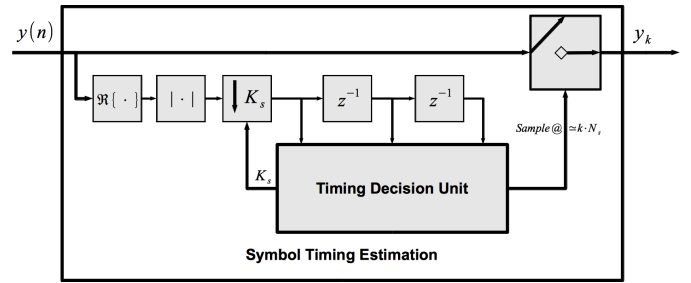 y(n)
y_k
ℜ{ · }
| · |
↓ K_s
z^{-1}
z^{-1}
Sample @ ≃k·N_s
K_s
Timing Decision Unit
Symbol Timing Estimation